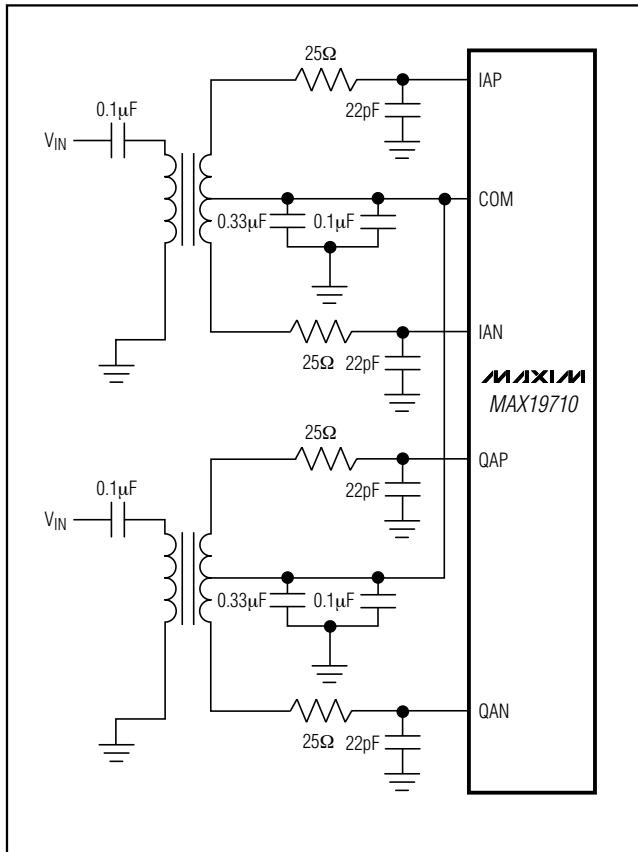 25Ω
IAP
0.1μF
22pF
VIN
COM
0.33μF 0.1μF
IAN
25Ω
22pF
MAXIM
MAX19710
25Ω
QAP
0.1μF
22pF
VIN
0.33μF 0.1μF
QAN
25Ω
22pF